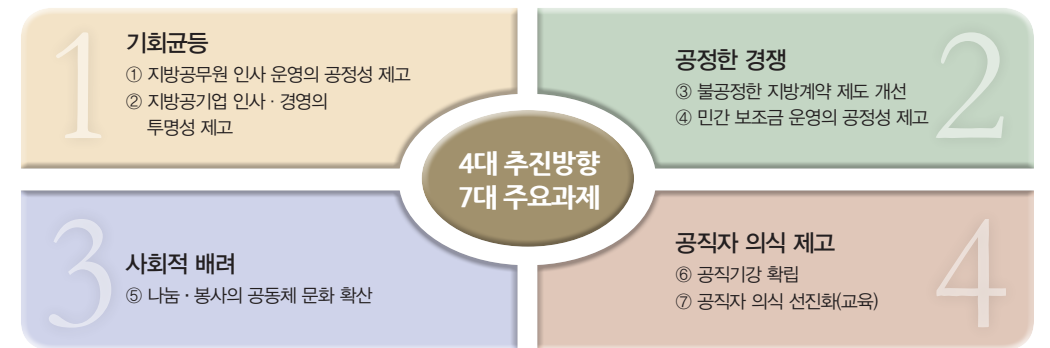 1
기회균등
① 지방공무원 인사 운영의 공정성 제고
② 지방공기업 인사 · 경영의
투명성 제고
2
공정한 경쟁
③ 불공정한 지방계약 제도 개선
④ 민간 보조금 운영의 공정성 제고
4대 추진방향
7대 주요과제
3
사회적 배려
⑤ 나눔 · 봉사의 공동체 문화 확산
4
공직자 의식 제고
⑥ 공직기강 확립
⑦ 공직자 의식 선진화(교육)